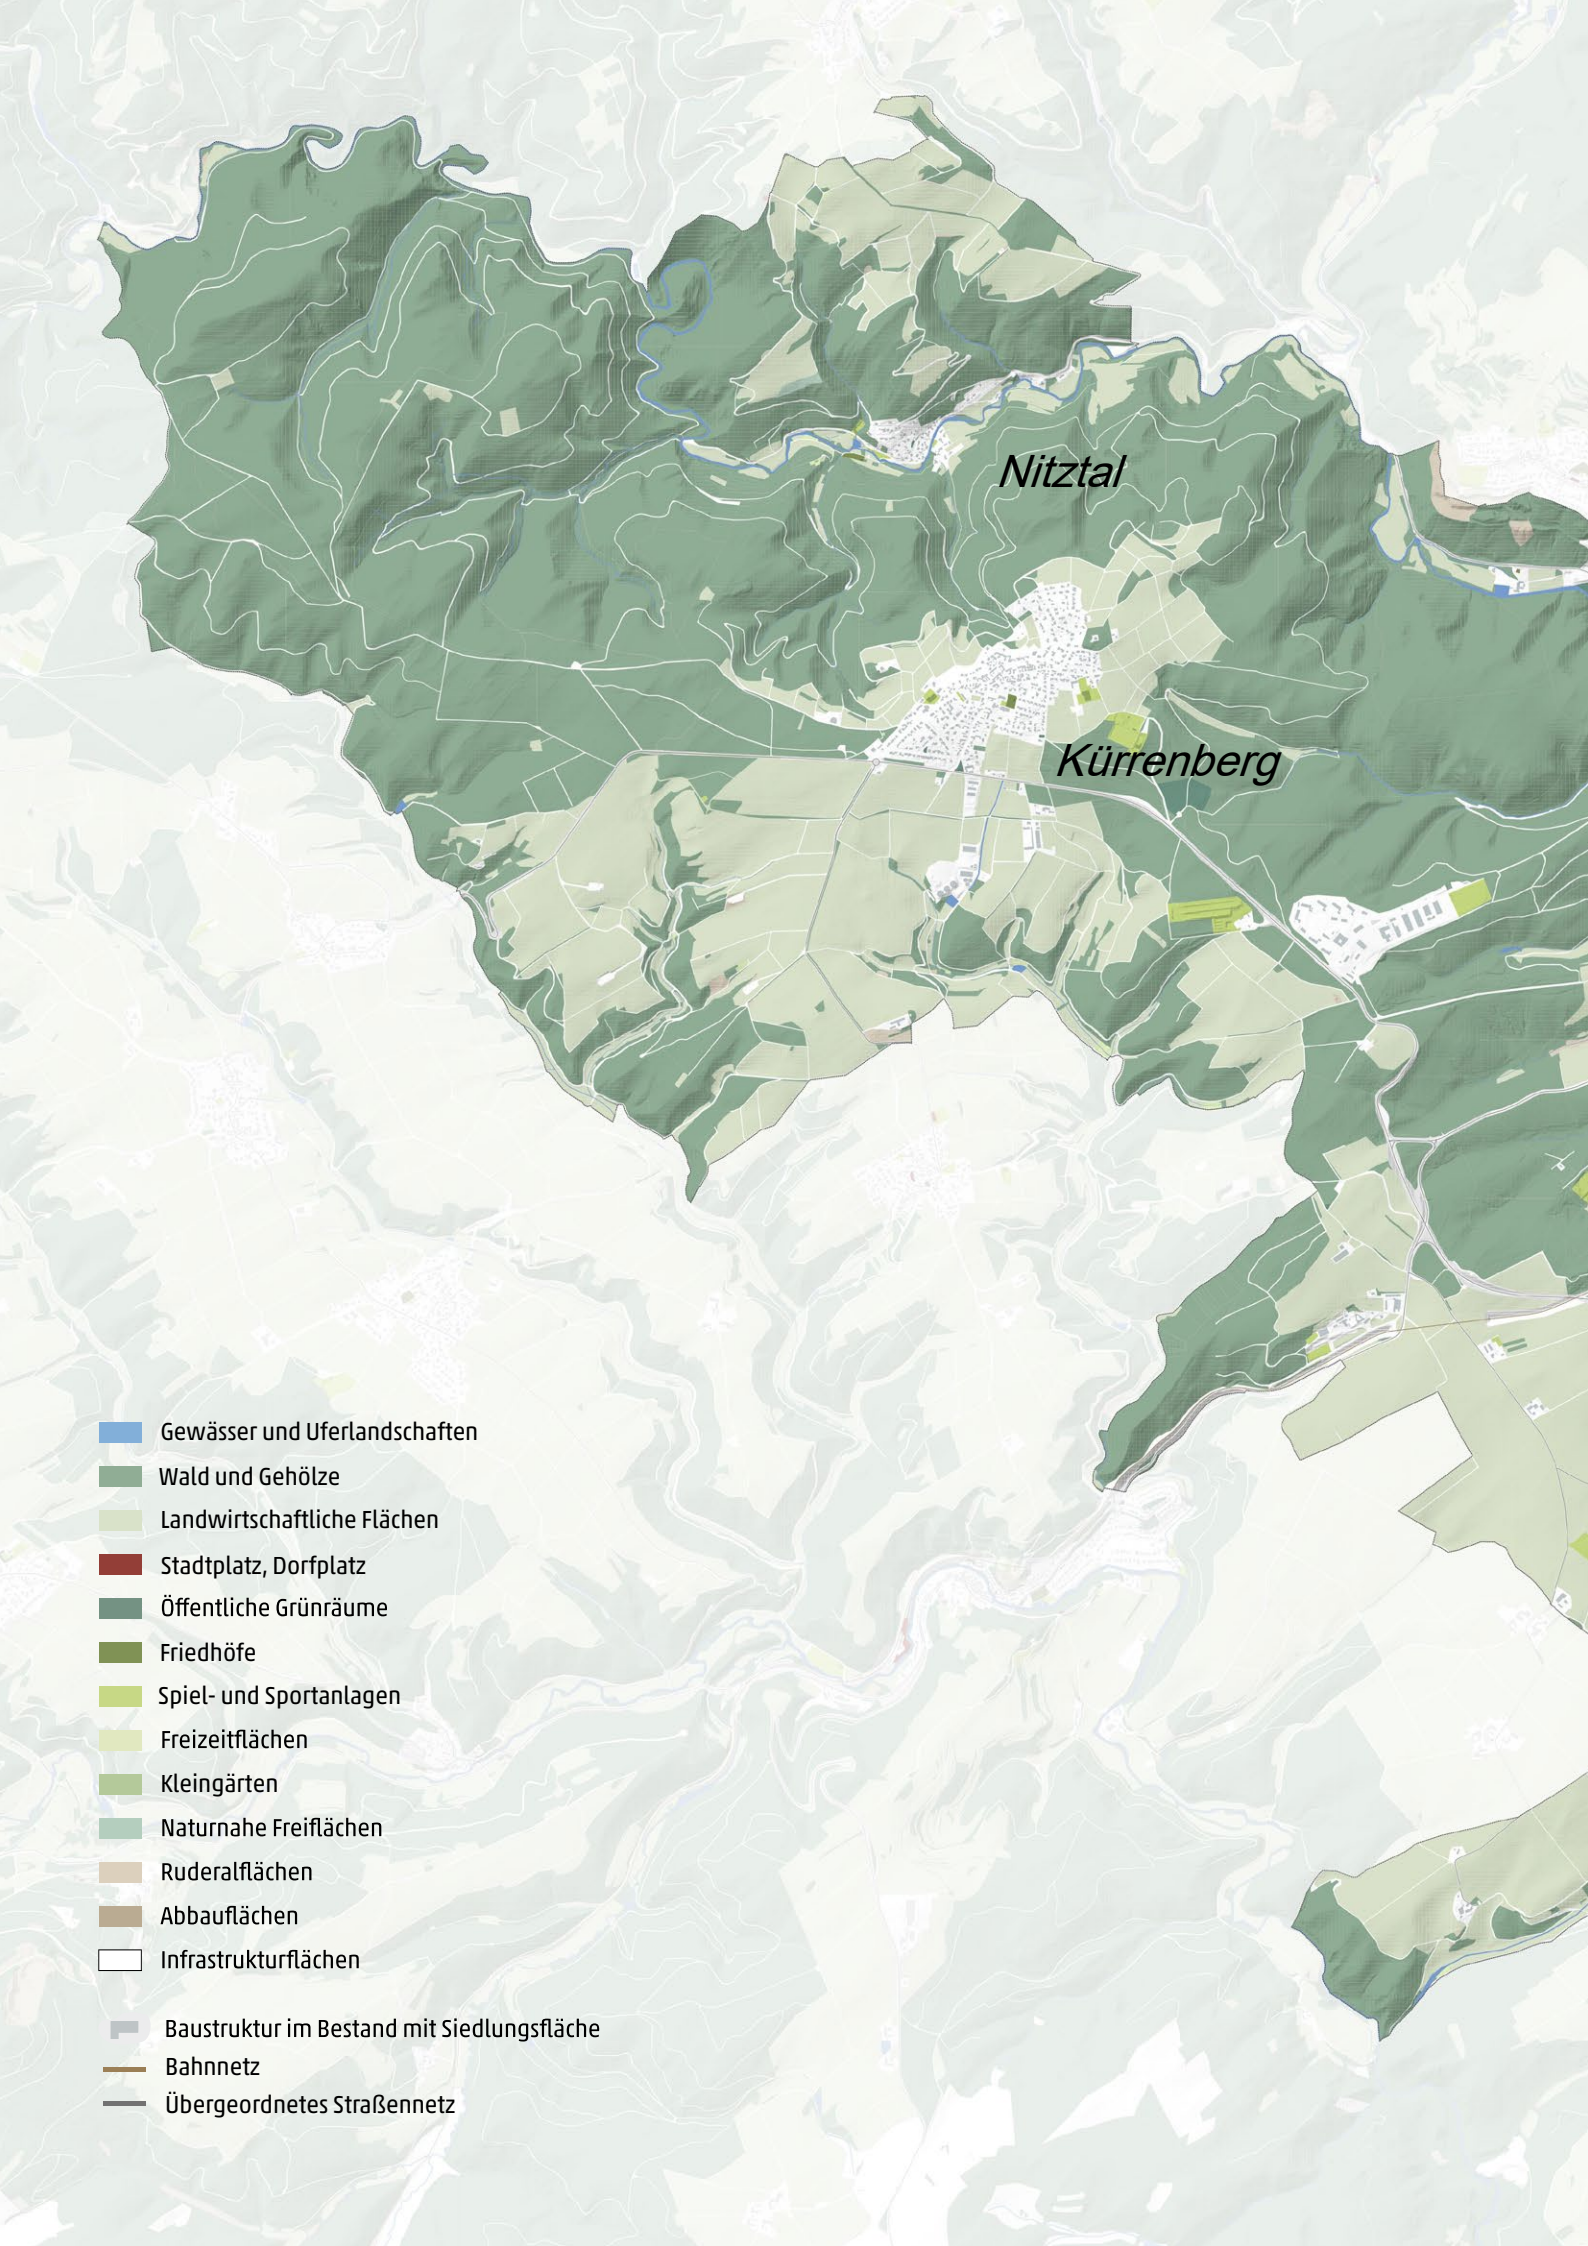 Nitztal
Kürrenberg
Gewässer und Uferlandschaften
Wald und Gehölze
Landwirtschaftliche Flächen
Stadtplatz, Dorfplatz
Öffentliche Grünräume
Friedhöfe
Spiel- und Sportanlagen
Freizeitflächen
Kleingärten
Naturnahe Freiflächen
Ruderalflächen
Abbauflächen
Infrastrukturflächen
Baustruktur im Bestand mit Siedlungsfläche
Bahnnetz
Übergeordnetes Straßennetz